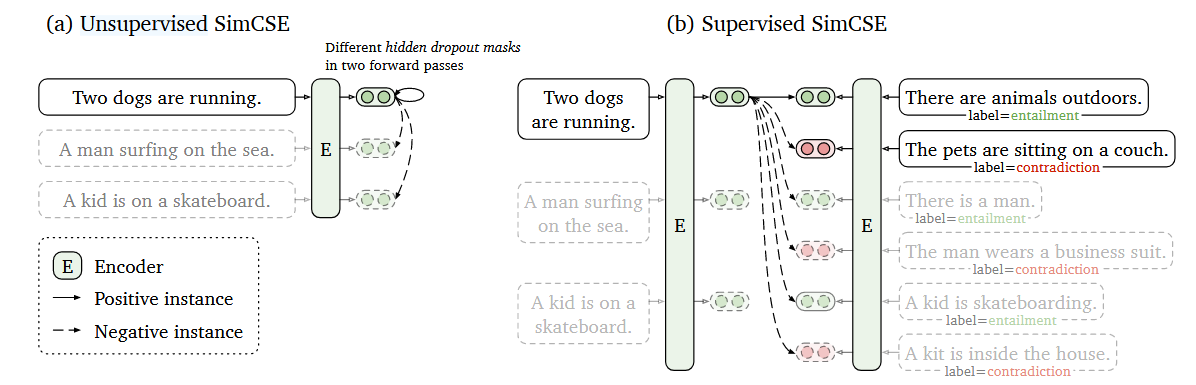 (a) Unsupervised SimCSE
Different hidden dropout masks
in two forward passes
Two dogs are running.
A man surfing on the sea.
A kid is on a skateboard.
E
E Encoder
Positive instance
Negative instance
(b) Supervised SimCSE
Two dogs
are running.
A man surfing
on the sea.
A kid is on a
skateboard.
E
E
There are animals outdoors.
label=entailment
The pets are sitting on a couch.
label=contradiction
There is a man.
label=entailment
The man wears a business suit.
label=contradiction
A kid is skateboarding.
label=entailment
A kit is inside the house.
label=contradiction